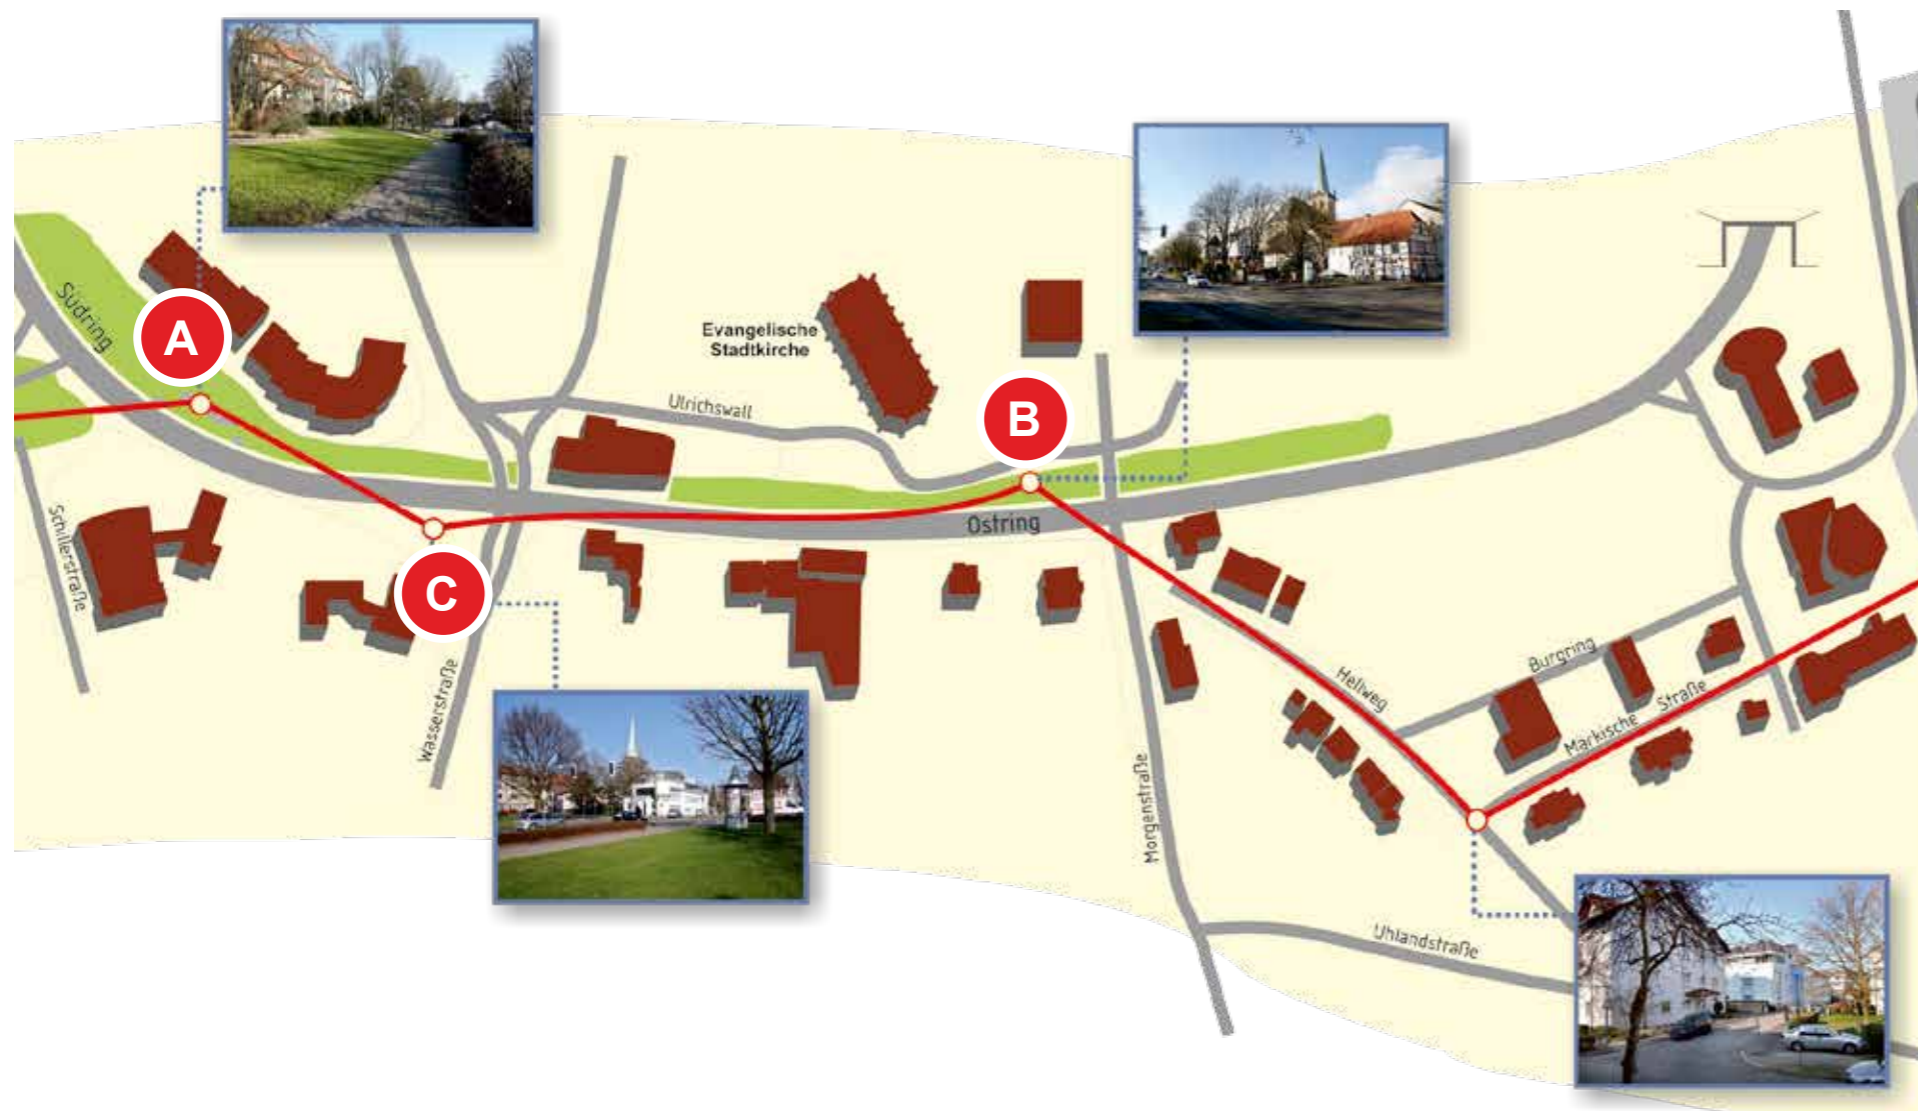 Südring
A
Evangelische
Stadtkirche
Ulrichswall
B
Ostring
Schillerstraße
C
Wasserstraße
Hellweg
Burgring
Märkische Straße
Morgenstraße
Uhlandstraße